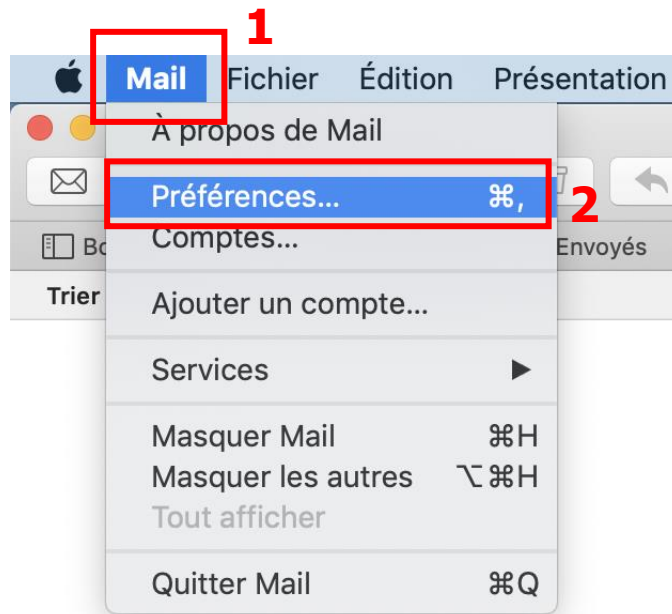 1
Mail Fichier Édition Présentation
À propos de Mail
Préférences... ⌘,
2
Comptes...
Envoyés
Trier
Ajouter un compte...
Services ▶
Masquer Mail ⌘H
Masquer les autres ⌥⌘H
Tout afficher
Quitter Mail ⌘Q